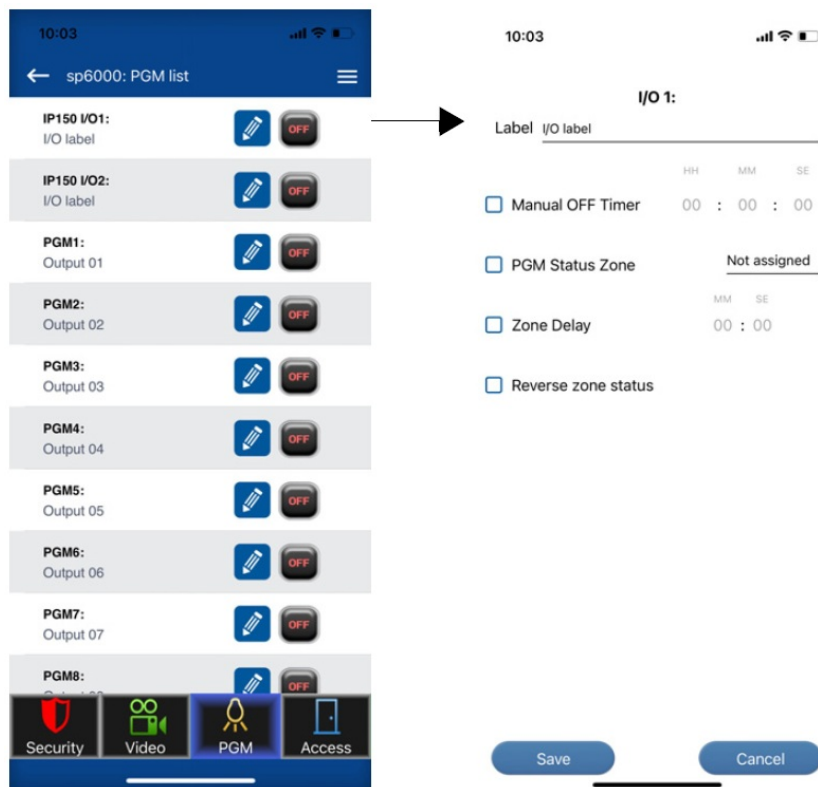 10:03
sp6000: PGM list
IP150 I/O1:
I/O label
OFF
IP150 I/O2:
I/O label
OFF
PGM1:
Output 01
OFF
PGM2:
Output 02
OFF
PGM3:
Output 03
OFF
PGM4:
Output 04
OFF
PGM5:
Output 05
OFF
PGM6:
Output 06
OFF
PGM7:
Output 07
OFF
PGM8:
OFF
Security Video PGM Access
10:03
I/O 1:
Label I/O label
HH MM SE
Manual OFF Timer 00 : 00 : 00
PGM Status Zone Not assigned
MM SE
Zone Delay 00 : 00
Reverse zone status
Save Cancel